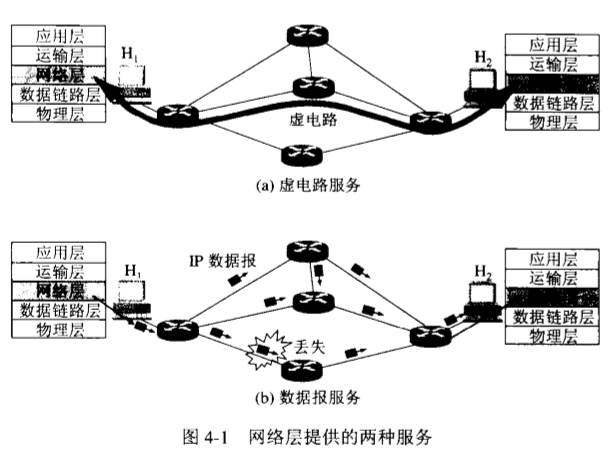 应用层
运输层
网络层
数据链路层
物理层
H₁
虚电路
H₂
应用层
运输层
数据链路层
物理层
(a) 虚电路服务
应用层
运输层
网络层
数据链路层
物理层
H₁
IP 数据报
丢失
H₂
应用层
运输层
数据链路层
物理层
(b) 数据报服务
图 4-1 网络层提供的两种服务